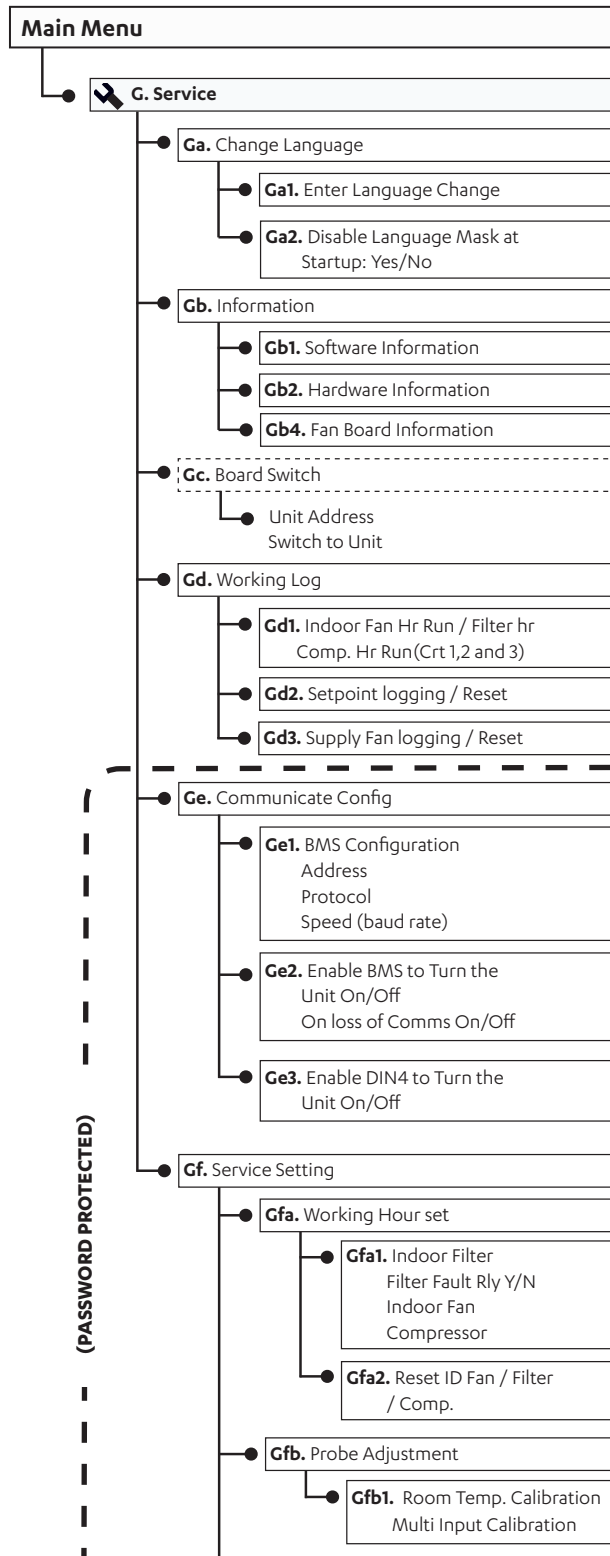 Main Menu
G. Service
Ga. Change Language
Ga1. Enter Language Change
Ga2. Disable Language Mask at
Startup: Yes/No
Gb. Information
Gb1. Software Information
Gb2. Hardware Information
Gb4. Fan Board Information
Gc. Board Switch
Unit Address
Switch to Unit
Gd. Working Log
Gd1. Indoor Fan Hr Run / Filter hr
Comp. Hr Run(Crt 1,2 and 3)
Gd2. Setpoint logging / Reset
Gd3. Supply Fan logging / Reset
(PASSWORD PROTECTED)
Ge. Communicate Config
Ge1. BMS Configuration
Address
Protocol
Speed (baud rate)
Ge2. Enable BMS to Turn the
Unit On/Off
On loss of Comms On/Off
Ge3. Enable DIN4 to Turn the
Unit On/Off
Gf. Service Setting
Gfa. Working Hour set
Gfa1. Indoor Filter
Filter Fault Rly Y/N
Indoor Fan
Compressor
Gfa2. Reset ID Fan / Filter
/ Comp.
Gfb. Probe Adjustment
Gfb1. Room Temp. Calibration
Multi Input Calibration